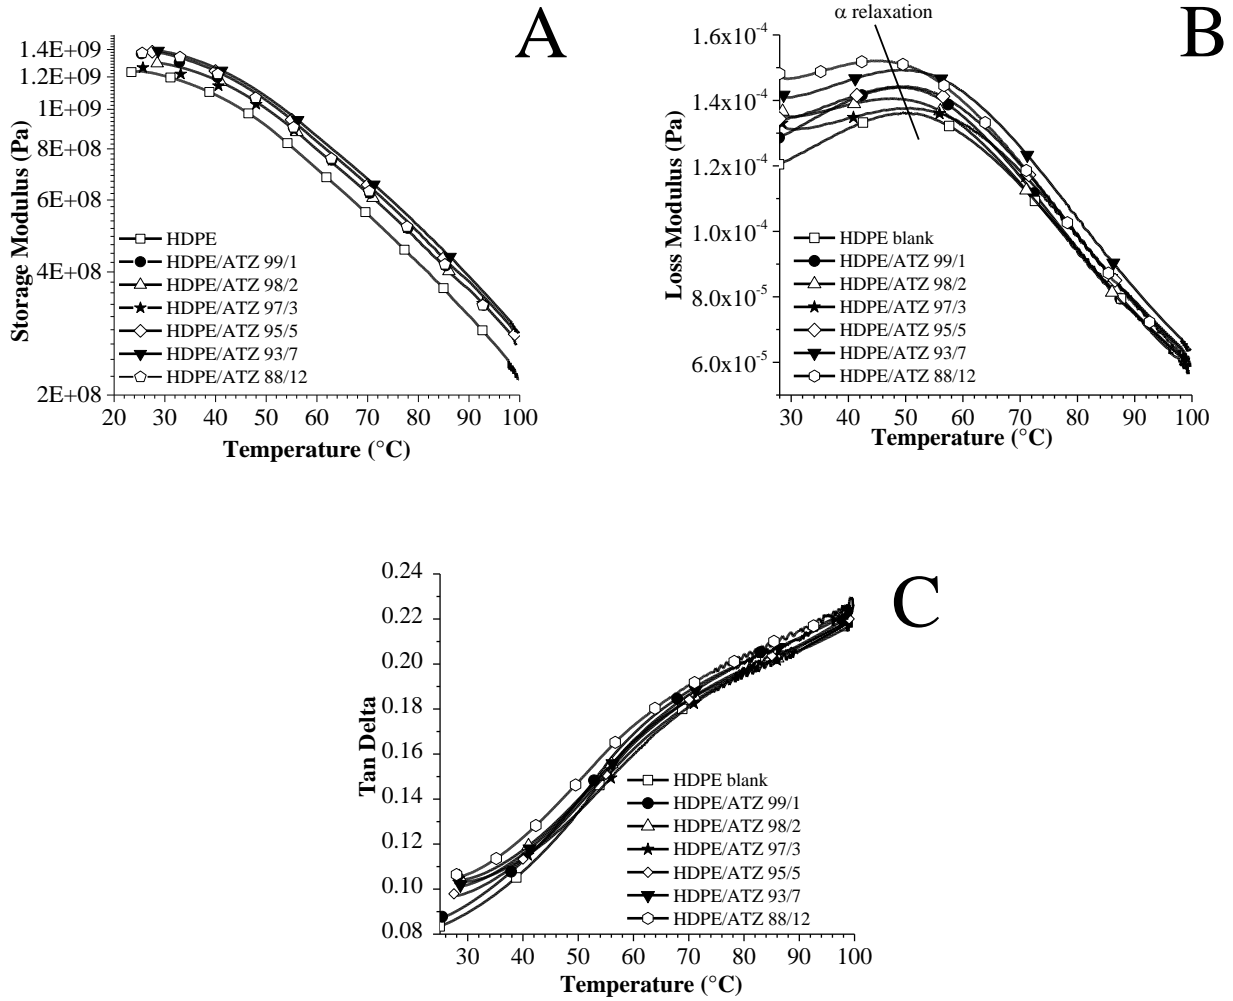 A
1.4E+09
1.2E+09
1E+09
8E+08
6E+08
4E+08
2E+08
Storage Modulus (Pa)
HDPE
HDPE/ATZ 99/1
HDPE/ATZ 98/2
HDPE/ATZ 97/3
HDPE/ATZ 95/5
HDPE/ATZ 93/7
HDPE/ATZ 88/12
20 30 40 50 60 70 80 90 100
Temperature (°C)
α relaxation
B
1.6x10⁻⁴
1.4x10⁻⁴
1.2x10⁻⁴
1.0x10⁻⁴
8.0x10⁻⁵
6.0x10⁻⁵
Loss Modulus (Pa)
HDPE blank
HDPE/ATZ 99/1
HDPE/ATZ 98/2
HDPE/ATZ 97/3
HDPE/ATZ 95/5
HDPE/ATZ 93/7
HDPE/ATZ 88/12
30 40 50 60 70 80 90 100
Temperature (°C)
C
0.24
0.22
0.20
0.18
0.16
0.14
0.12
0.10
0.08
Tan Delta
HDPE blank
HDPE/ATZ 99/1
HDPE/ATZ 98/2
HDPE/ATZ 97/3
HDPE/ATZ 95/5
HDPE/ATZ 93/7
HDPE/ATZ 88/12
30 40 50 60 70 80 90 100
Temperature (°C)